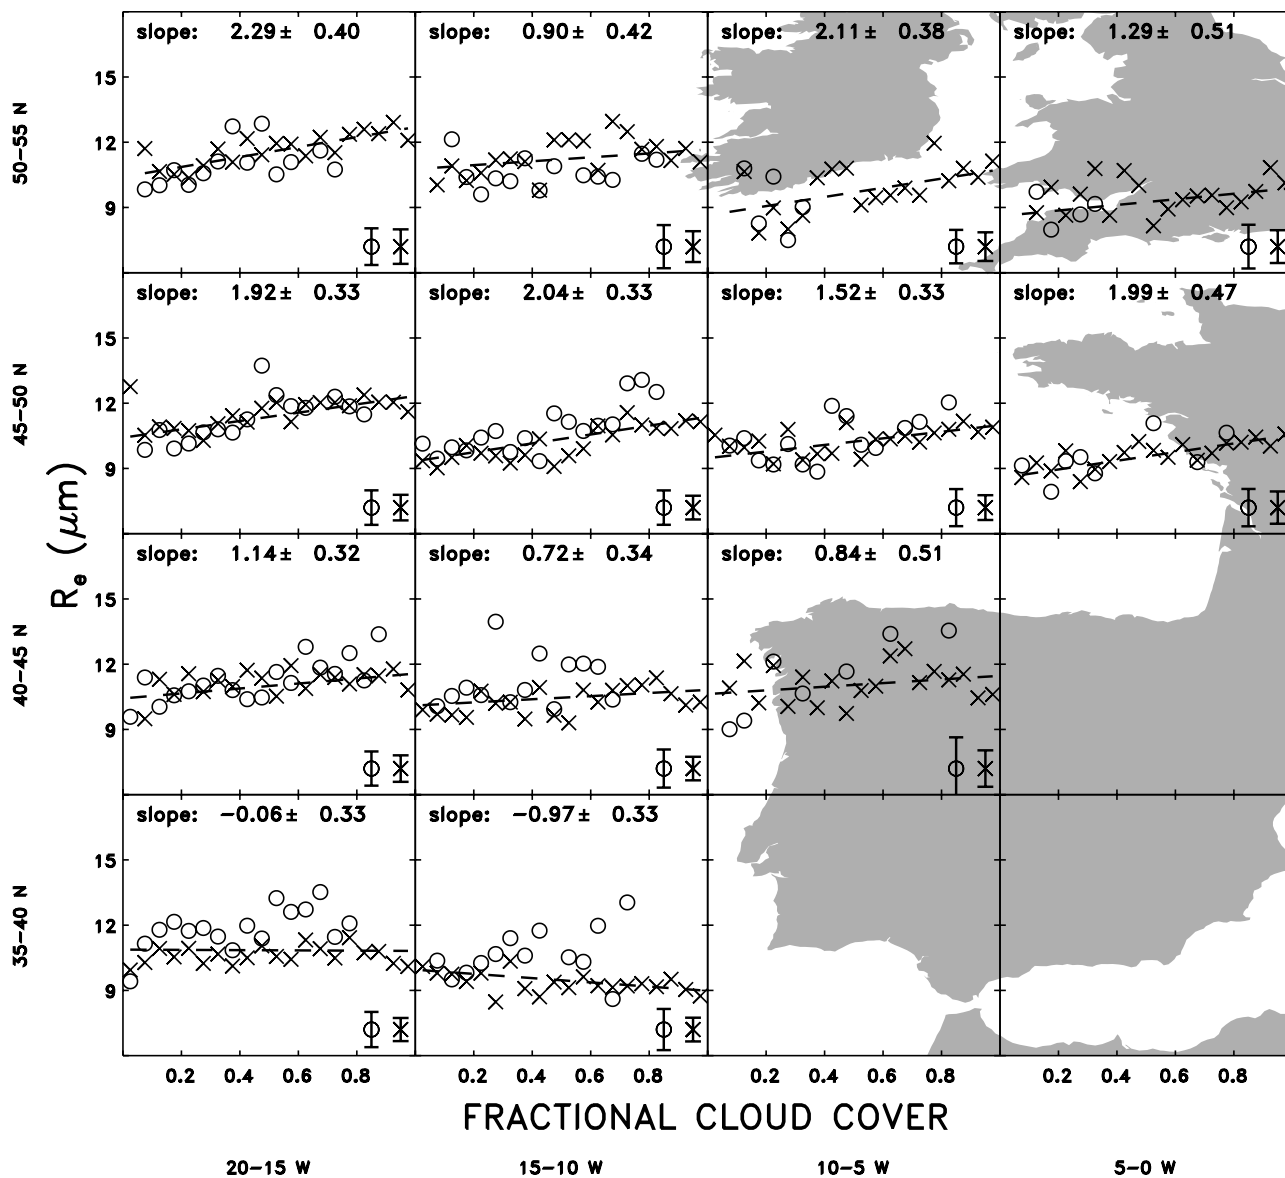 slope: 2.29± 0.40 slope: 0.90± 0.42 slope: 2.11± 0.38 slope: 1.29± 0.51
15
12
9
50–55 N
slope: 1.92± 0.33 slope: 2.04± 0.33 slope: 1.52± 0.33 slope: 1.99± 0.47
15
12
9
45–50 N
Re (μm)
slope: 1.14± 0.32 slope: 0.72± 0.34 slope: 0.84± 0.51
15
12
9
40–45 N
slope: −0.06± 0.33 slope: −0.97± 0.33
15
12
9
35–40 N
0.2 0.4 0.6 0.8 0.2 0.4 0.6 0.8 0.2 0.4 0.6 0.8 0.2 0.4 0.6 0.8
FRACTIONAL CLOUD COVER
20–15 W 15–10 W 10–5 W 5–0 W